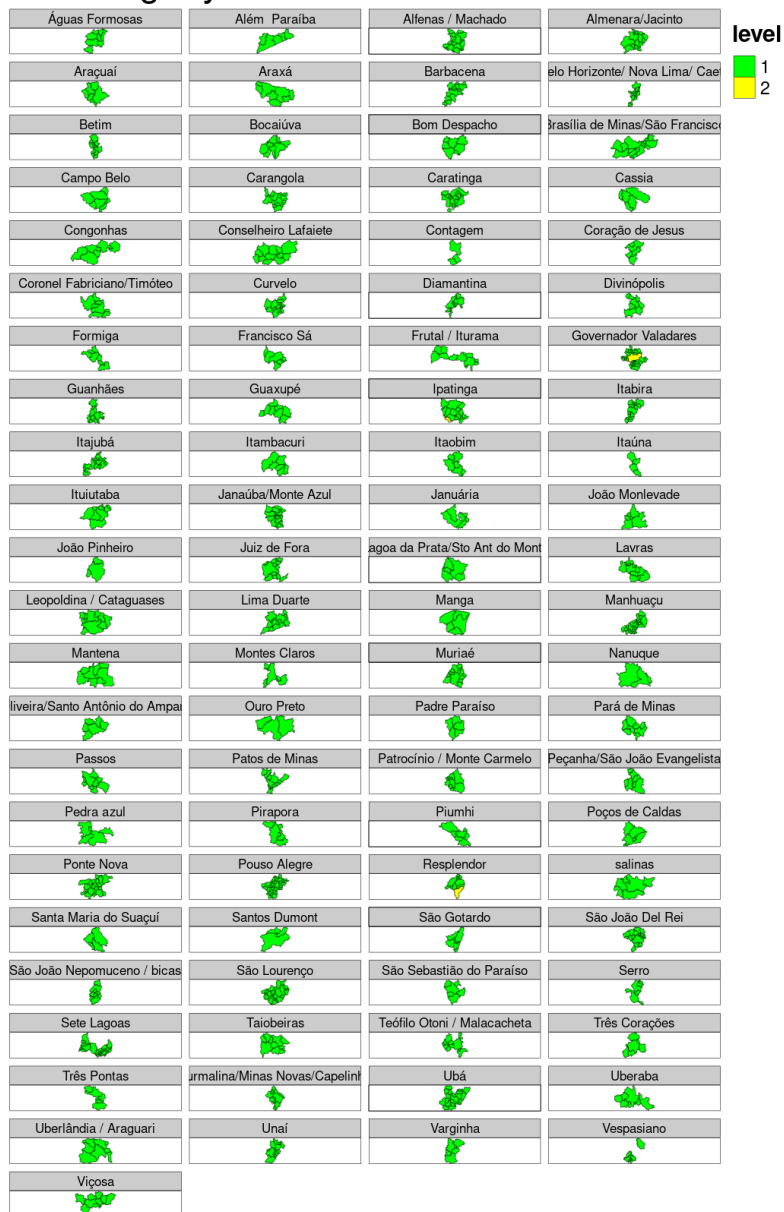 Águas Formosas
Além Paraíba
Alfenas / Machado
Almenara/Jacinto
level
1
2
Araçuaí
Araxá
Barbacena
elo Horizonte/ Nova Lima/ Caet
Betim
Bocaiúva
Bom Despacho
Brasília de Minas/São Francisco
Campo Belo
Carangola
Caratinga
Cassia
Congonhas
Conselheiro Lafaiete
Contagem
Coração de Jesus
Coronel Fabriciano/Timóteo
Curvelo
Diamantina
Divinópolis
Formiga
Francisco Sá
Frutal / Iturama
Governador Valadares
Guanhães
Guaxupé
Ipatinga
Itabira
Itajubá
Itambacuri
Itaobim
Itaúna
Ituiutaba
Janaúba/Monte Azul
Januária
João Monlevade
João Pinheiro
Juiz de Fora
agoa da Prata/Sto Ant do Mont
Lavras
Leopoldina / Cataguases
Lima Duarte
Manga
Manhuaçu
Mantena
Montes Claros
Muriaé
Nanuque
liveira/Santo Antônio do Ampar
Ouro Preto
Padre Paraíso
Pará de Minas
Passos
Patos de Minas
Patrocínio / Monte Carmelo
Peçanha/São João Evangelista
Pedra azul
Pirapora
Piumhi
Poços de Caldas
Ponte Nova
Pouso Alegre
Resplendor
salinas
Santa Maria do Suaçuí
Santos Dumont
São Gotardo
São João Del Rei
São João Nepomuceno / bicas
São Lourenço
São Sebastião do Paraíso
Serro
Sete Lagoas
Taiobeiras
Teófilo Otoni / Malacacheta
Três Corações
Três Pontas
urmalina/Minas Novas/Capelinh
Ubá
Uberaba
Uberlândia / Araguari
Unaí
Varginha
Vespasiano
Viçosa